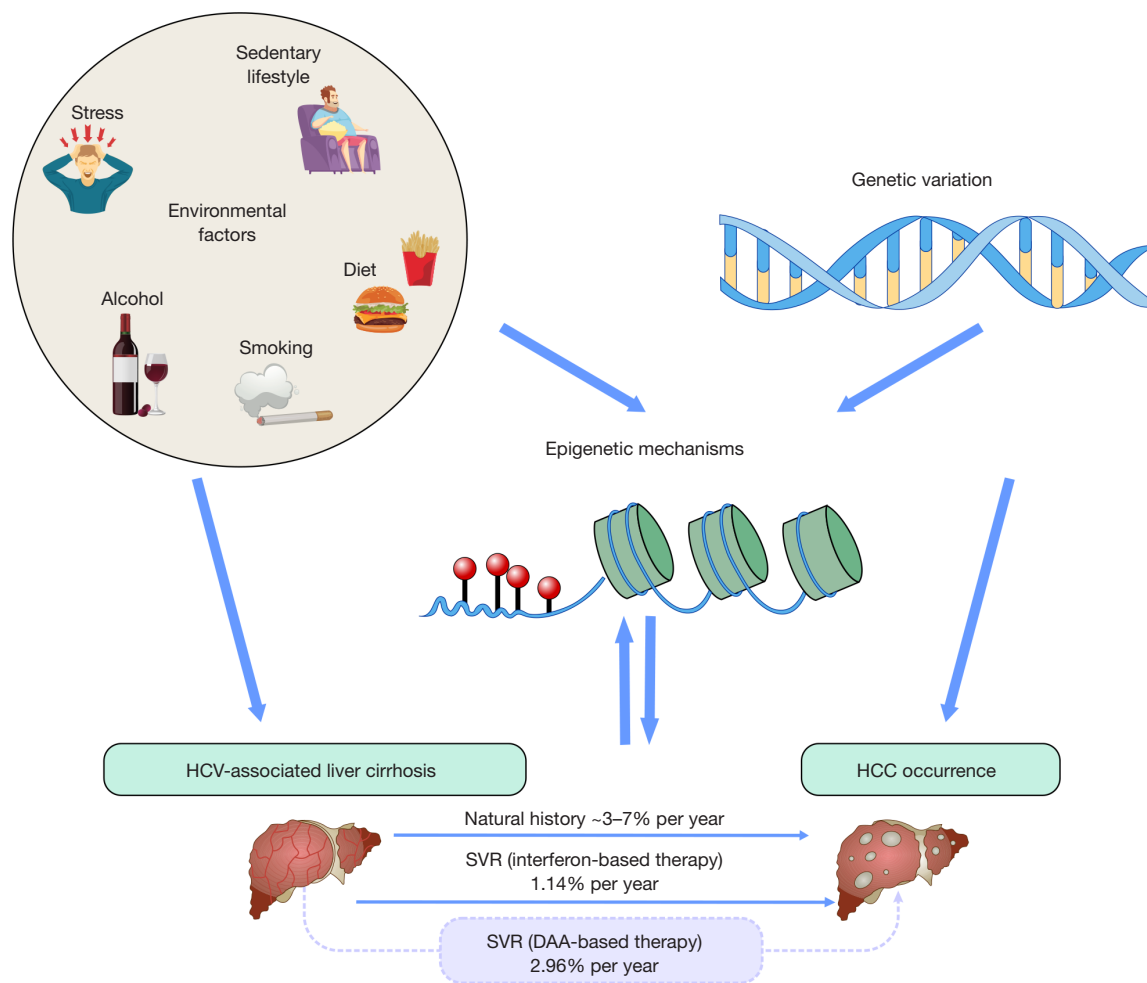 Sedentary
lifestyle
Stress
Environmental
factors
Diet
Alcohol
Smoking
Genetic variation
Epigenetic mechanisms
HCV-associated liver cirrhosis
HCC occurrence
Natural history ~3–7% per year
SVR (interferon-based therapy)
1.14% per year
SVR (DAA-based therapy)
2.96% per year